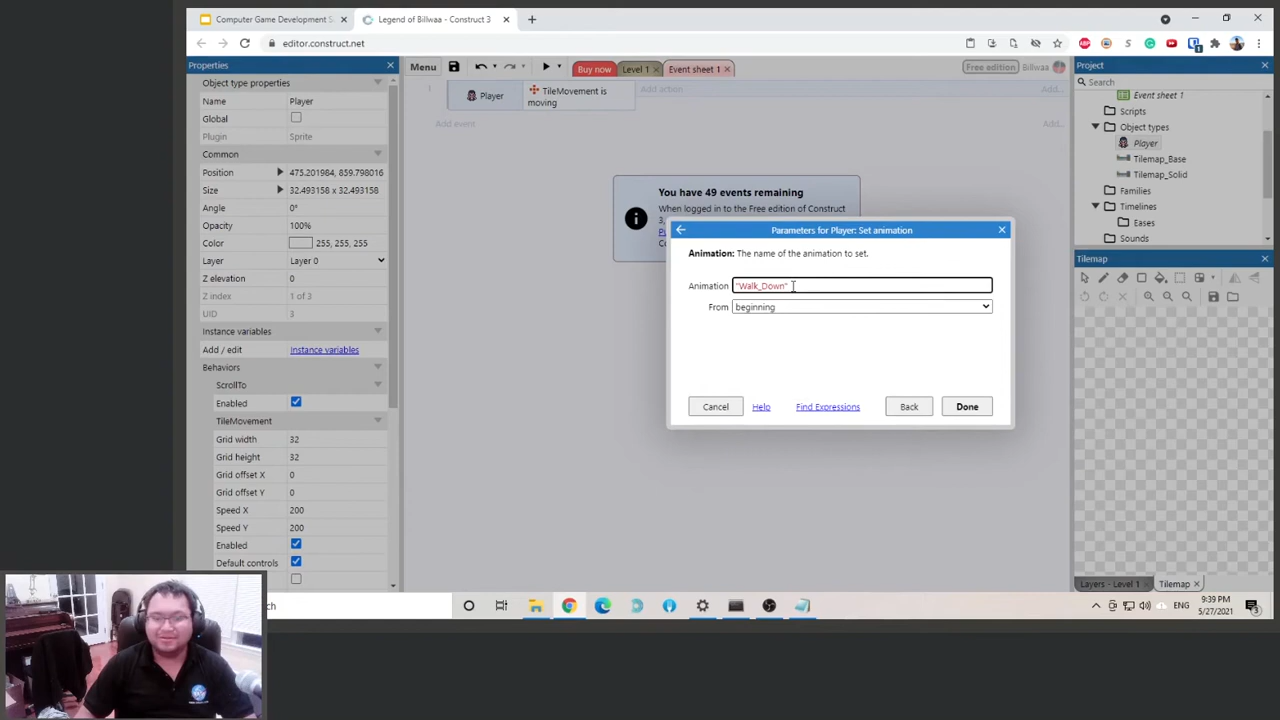 Computer Game Development S
Legend of Billwaa - Construct 3
editor.construct.net
Properties
Menu
Buy now
Level 1
Event sheet 1
Free edition
Billwaa
Project
Object type properties
Name
Player
Global
Plugin
Sprite
Common
Position
475.201984, 859.798016
Size
32.493158 x 32.493158
Angle
0°
Opacity
100%
Color
255, 255, 255
Layer
Layer 0
Z elevation
0
Z index
1 of 3
UID
3
Instance variables
Add / edit
Instance variables
Behaviors
ScrollTo
Enabled
TileMovement
Grid width
32
Grid height
32
Grid offset X
0
Grid offset Y
0
Speed X
200
Speed Y
200
Enabled
Default controls
1
Player
TileMovement is
moving
Add action
Add...
Add event
Add...
You have 49 events remaining
When logged in to the Free edition of Construct
3,
Parameters for Player: Set animation
Animation: The name of the animation to set.
Animation
"Walk_Down"
From
beginning
Cancel
Help
Find Expressions
Back
Done
Search
Event sheet 1
Scripts
Object types
Player
Tilemap_Base
Tilemap_Solid
Families
Timelines
Eases
Sounds
Tilemap
Layers - Level 1
Tilemap
ENG
9:39 PM
5/27/2021
3